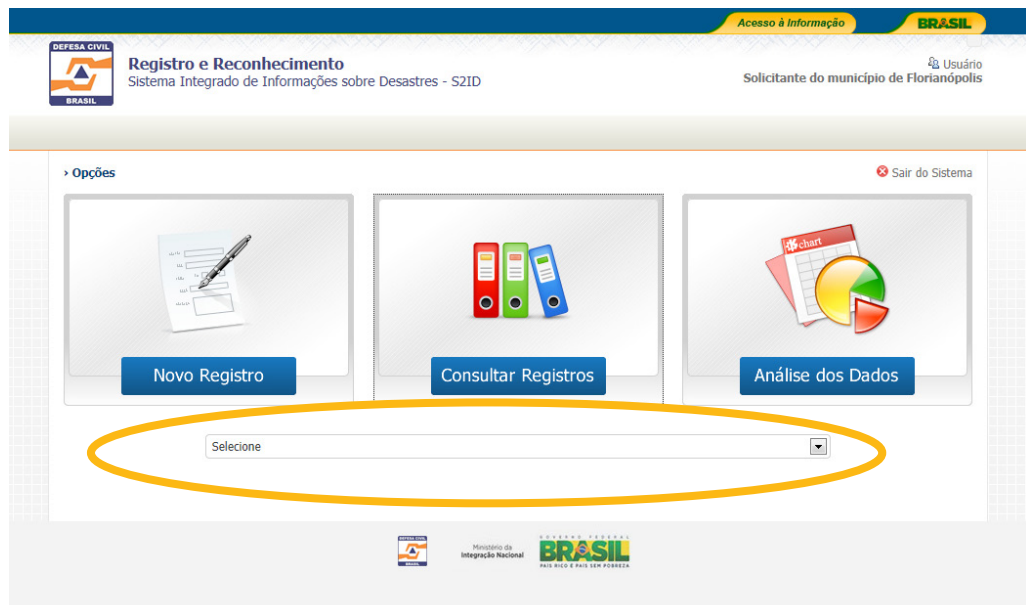 Acesso à Informação
BRASIL
DEFESA CIVIL
BRASIL
Registro e Reconhecimento
Sistema Integrado de Informações sobre Desastres - S2ID
Usuário
Solicitante do município de Florianópolis
› Opções
Sair do Sistema
chart
Novo Registro
Consultar Registros
Análise dos Dados
Selecione
DEFESA CIVIL
BRASIL
Ministério da
Integração Nacional
GOVERNO FEDERAL
BRASIL
PAÍS RICO É PAÍS SEM POBREZA